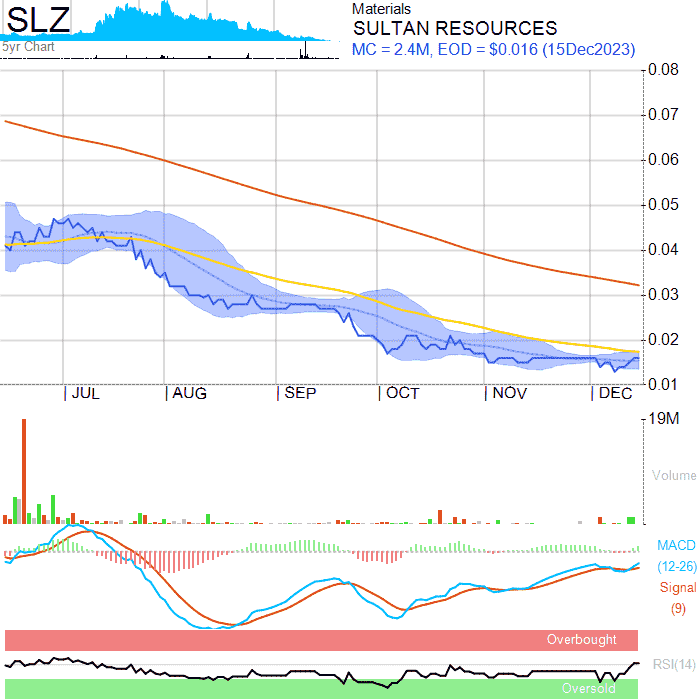 SLZ
5yr Chart
Materials
SULTAN RESOURCES
MC = 2.4M, EOD = $0.016 (15Dec2023)
0.08
0.07
0.06
0.05
0.04
0.03
0.02
0.01
JUL AUG SEP OCT NOV DEC
19M
Volume
MACD
(12-26)
Signal
(9)
Overbought
RSI(14)
Oversold